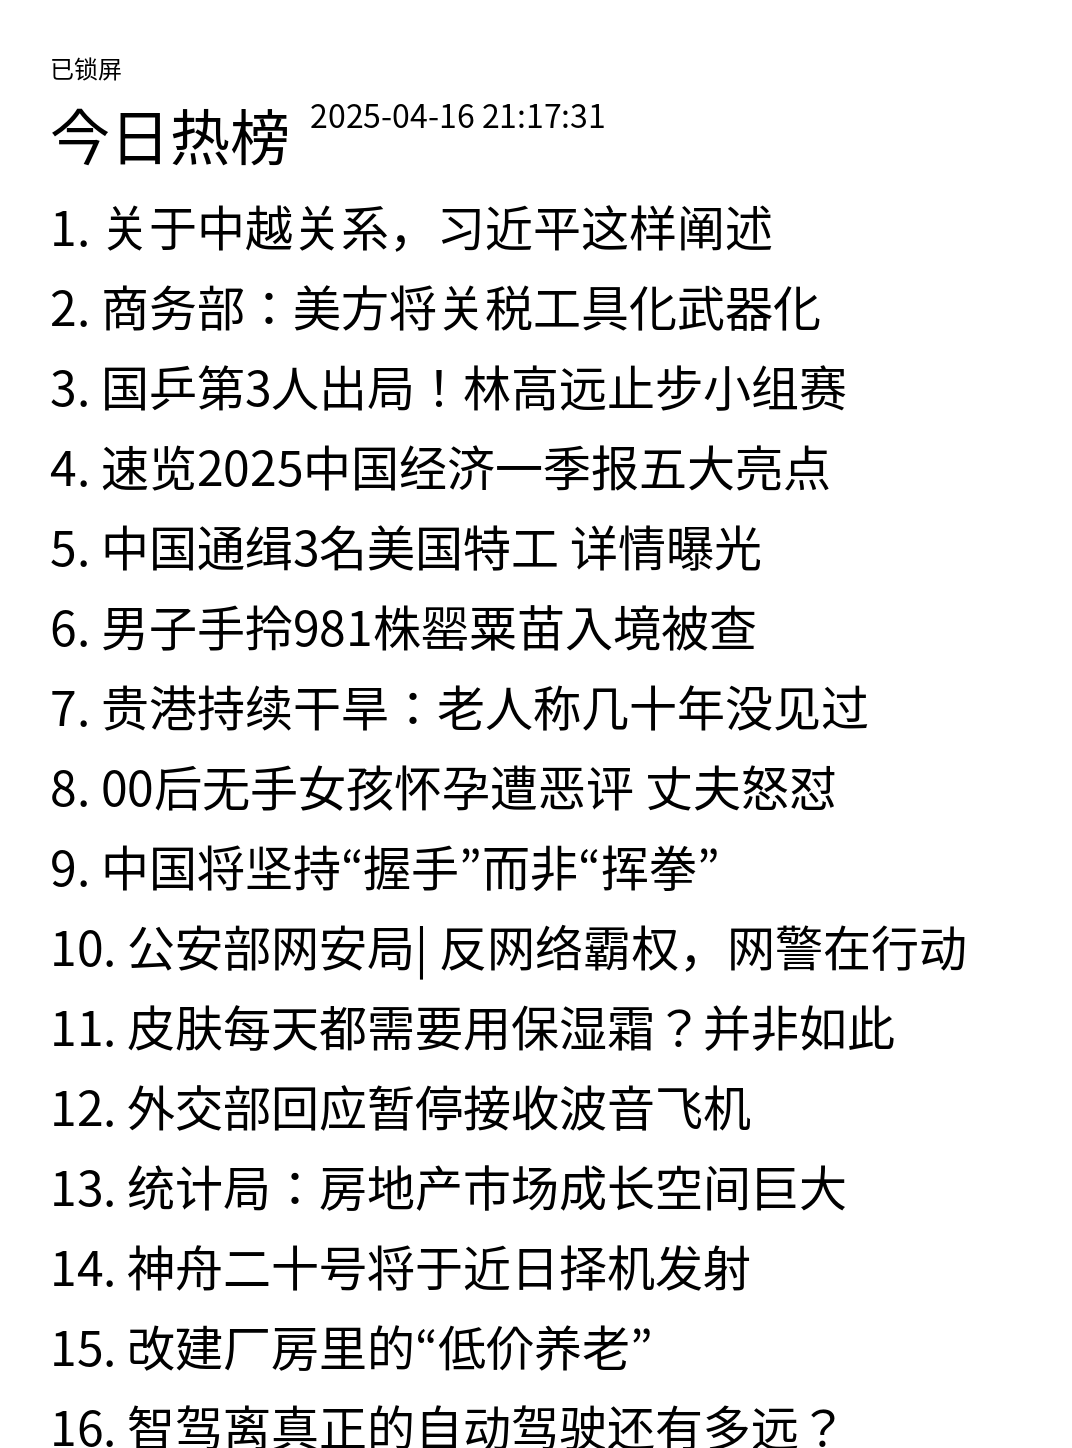 已锁屏
今日热榜 2025-04-16 21:17:31
1. 关于中越关系，习近平这样阐述
2. 商务部：美方将关税工具化武器化
3. 国乒第3人出局！林高远止步小组赛
4. 速览2025中国经济一季报五大亮点
5. 中国通缉3名美国特工 详情曝光
6. 男子手拎981株罂粟苗入境被查
7. 贵港持续干旱：老人称几十年没见过
8. 00后无手女孩怀孕遭恶评 丈夫怒怼
9. 中国将坚持“握手”而非“挥拳”
10. 公安部网安局| 反网络霸权，网警在行动
11. 皮肤每天都需要用保湿霜？并非如此
12. 外交部回应暂停接收波音飞机
13. 统计局：房地产市场成长空间巨大
14. 神舟二十号将于近日择机发射
15. 改建厂房里的“低价养老”
16. 智驾离真正的自动驾驶还有多远？